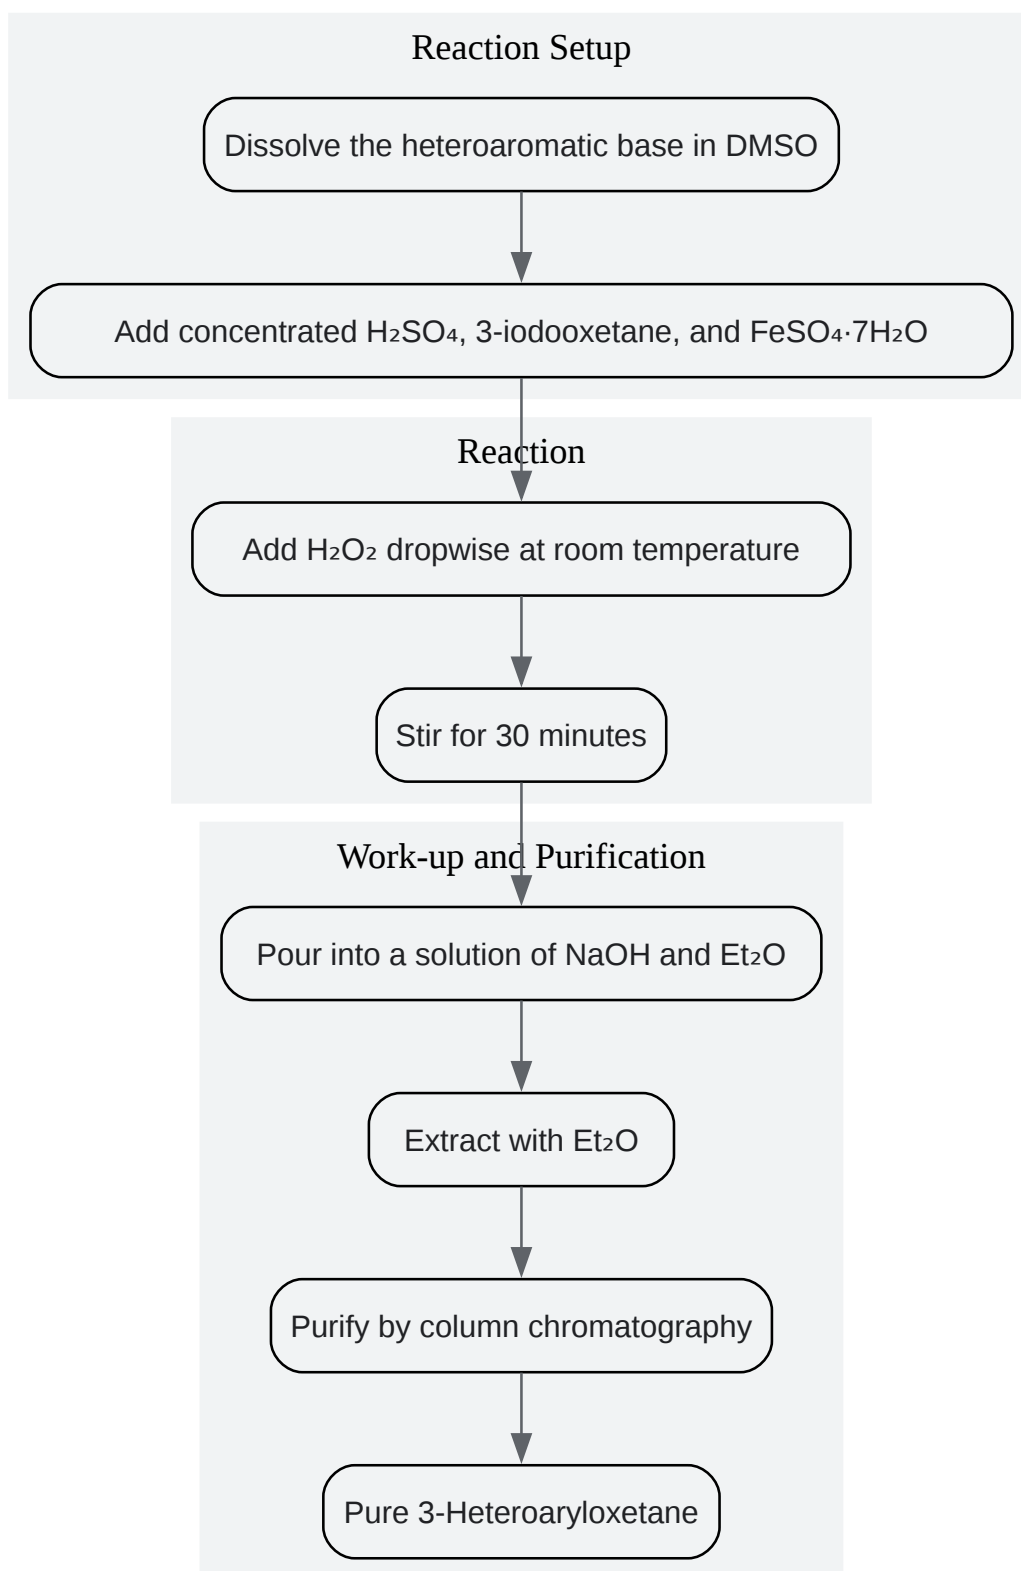 Reaction Setup
Dissolve the heteroaromatic base in DMSO
Add concentrated H₂SO₄, 3-iodooxetane, and FeSO₄·7H₂O
Reaction
Add H₂O₂ dropwise at room temperature
Stir for 30 minutes
Work-up and Purification
Pour into a solution of NaOH and Et₂O
Extract with Et₂O
Purify by column chromatography
Pure 3-Heteroaryloxetane